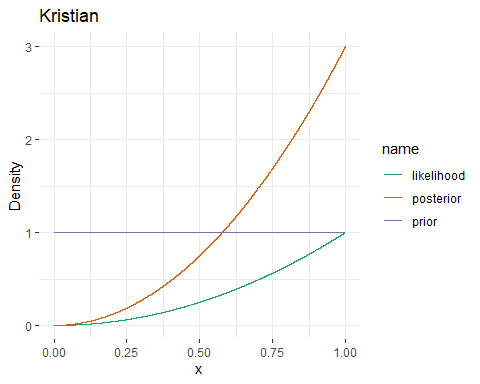 Kristian
3
2
1
0
Density
0.00 0.25 0.50 0.75 1.00
x
name
likelihood
posterior
prior